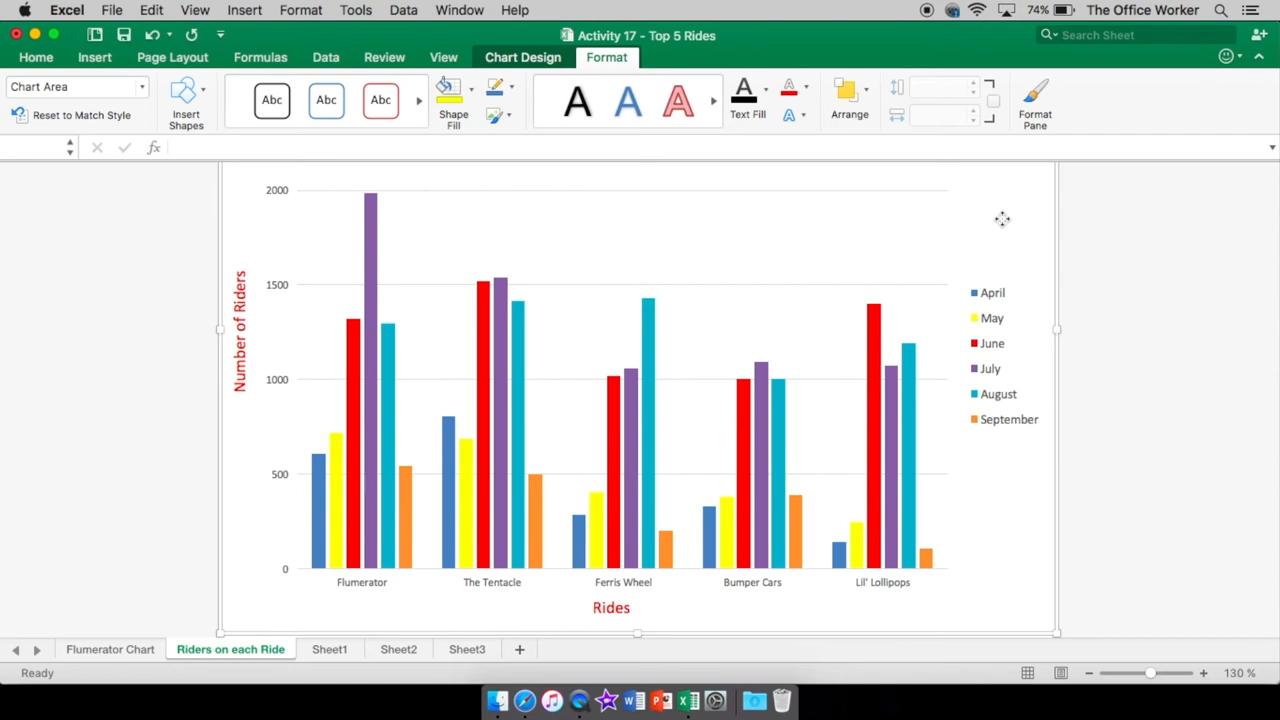 Excel File Edit View Insert Format Tools Data Window Help 74% The Office Worker
Activity 17 - Top 5 Rides
Search Sheet
Home Insert Page Layout Formulas Data Review View Chart Design Format
Chart Area
Reset to Match Style
Insert Shapes
Abc Abc Abc
Shape Fill
A A A
Text Fill
Arrange
Format Pane
fx
2000
1500
1000
500
0
Number of Riders
April
May
June
July
August
September
Flumerator The Tentacle Ferris Wheel Bumper Cars Lil' Lollipops
Rides
Flumerator Chart Riders on each Ride Sheet1 Sheet2 Sheet3
Ready 130 %